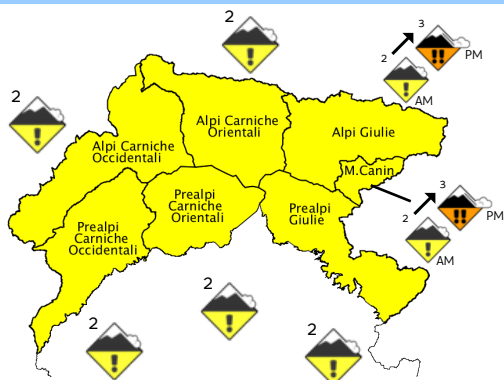 2
3
2
PM
AM
2
Alpi Carniche
Orientali
Alpi Giulie
Alpi Carniche
Occidentali
M.Canin
Prealpi
Carniche
Orientali
Prealpi
Giulie
3
2
PM
AM
Prealpi
Carniche
Occidentali
2
2
2